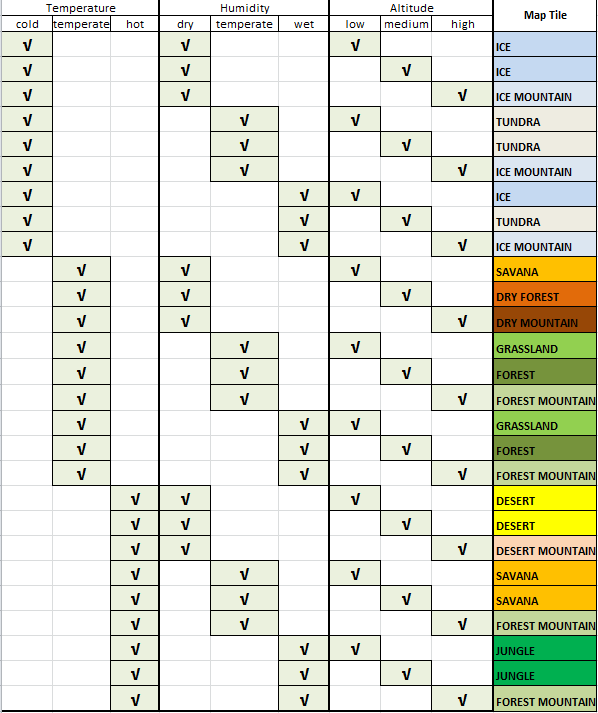 Temperature Humidity Altitude Map Tile
cold temperate hot dry temperate wet low medium high
√ √ √ ICE
√ √ √ ICE
√ √ √ ICE MOUNTAIN
√ √ √ TUNDRA
√ √ √ TUNDRA
√ √ √ ICE MOUNTAIN
√ √ √ ICE
√ √ √ TUNDRA
√ √ √ ICE MOUNTAIN
√ √ √ SAVANA
√ √ √ DRY FOREST
√ √ √ DRY MOUNTAIN
√ √ √ GRASSLAND
√ √ √ FOREST
√ √ √ FOREST MOUNTAIN
√ √ √ GRASSLAND
√ √ √ FOREST
√ √ √ FOREST MOUNTAIN
√ √ √ DESERT
√ √ √ DESERT
√ √ √ DESERT MOUNTAIN
√ √ √ SAVANA
√ √ √ SAVANA
√ √ √ FOREST MOUNTAIN
√ √ √ JUNGLE
√ √ √ JUNGLE
√ √ √ FOREST MOUNTAIN